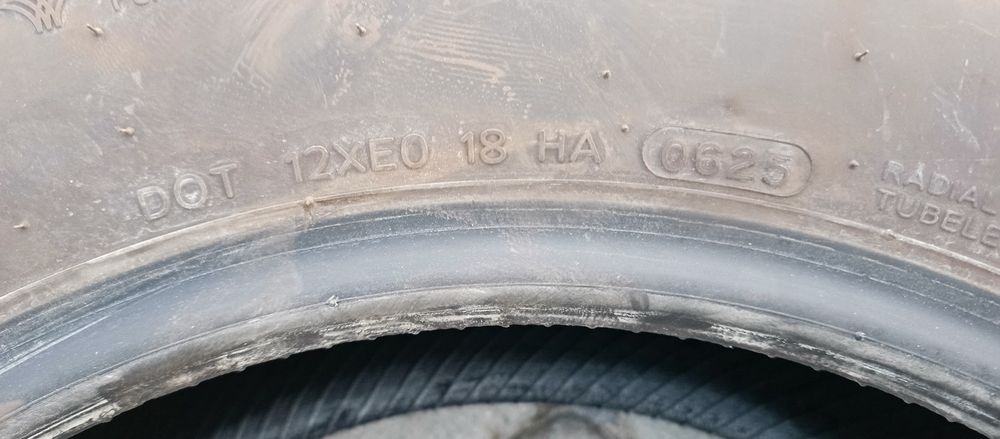 DOT 12XE0 18 HA 0625
RADIAL
TUBELE